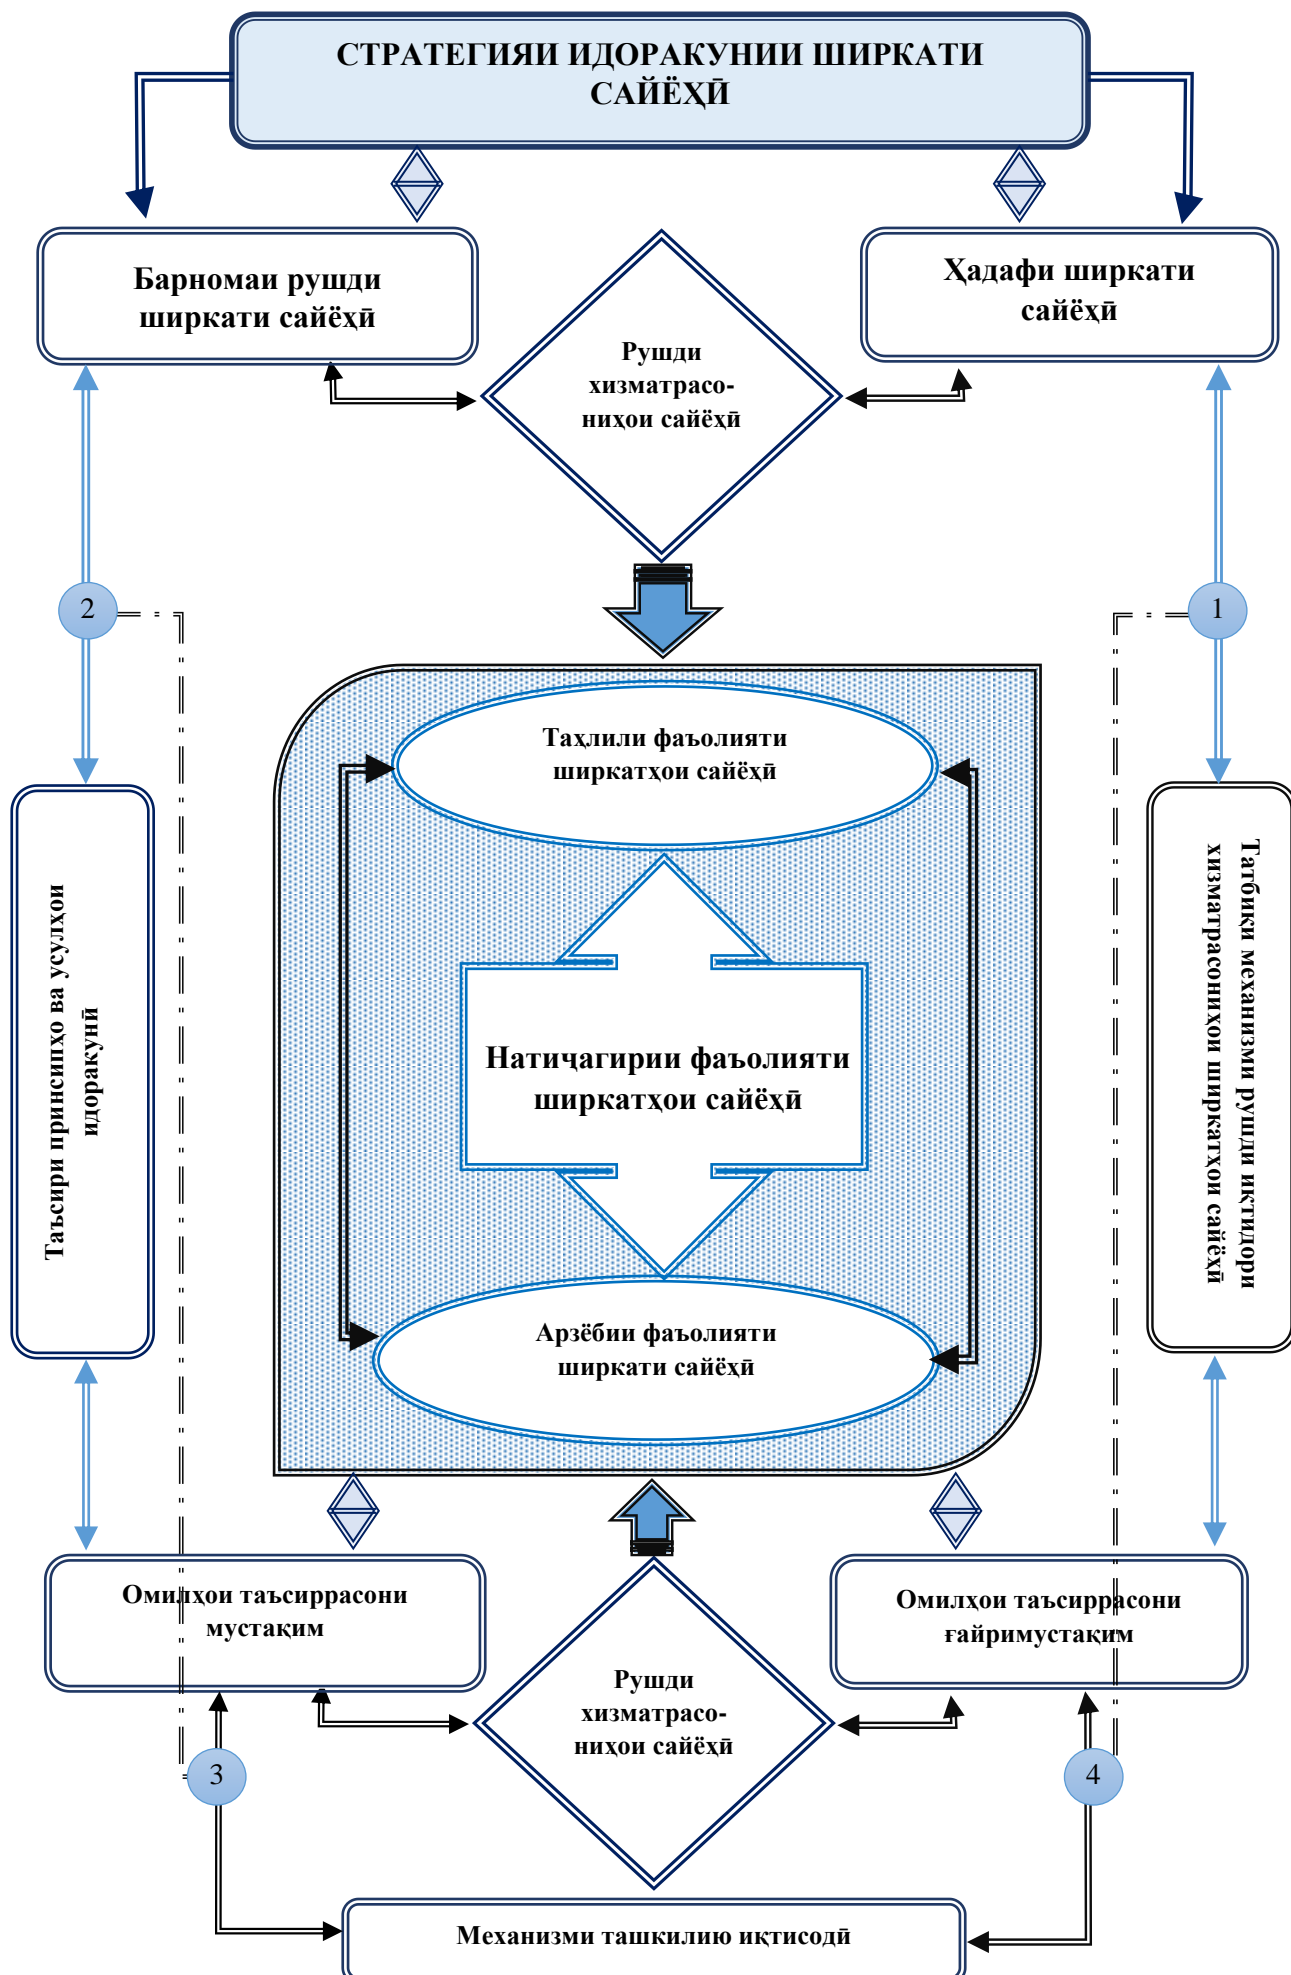 СТРАТЕГИЯИ ИДОРАКУНИИ ШИРКАТИ
САЙЁҲӢ
Барномаи рушди
ширкати сайёҳӣ
Ҳадафи ширкати
сайёҳӣ
Рушди
хизматрасо-
ниҳои сайёҳӣ
2
1
Таҳлили фаъолияти
ширкатҳои сайёҳӣ
Таъсири принсипҳо ва усулҳои
идоракунӣ
Натиҷагирии фаъолияти
ширкатҳои сайёҳӣ
Татбиқи механизми рушди иқтидори
хизматрасониҳои ширкатҳои сайёҳӣ
Арзёбии фаъолияти
ширкати сайёҳӣ
Омилҳои таъсиррасони
мустақим
Омилҳои таъсиррасони
ғайримустақим
Рушди
хизматрасо-
ниҳои сайёҳӣ
3
4
Механизми ташкилию иқтисодӣ